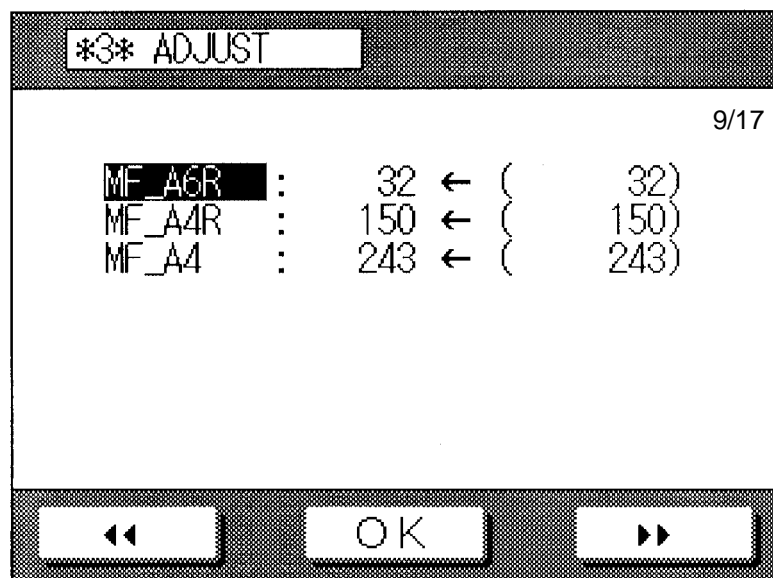 *3* ADJUST
9/17
MF_A6R : 32 ← ( 32)
MF_A4R : 150 ← ( 150)
MF_A4 : 243 ← ( 243)
OK